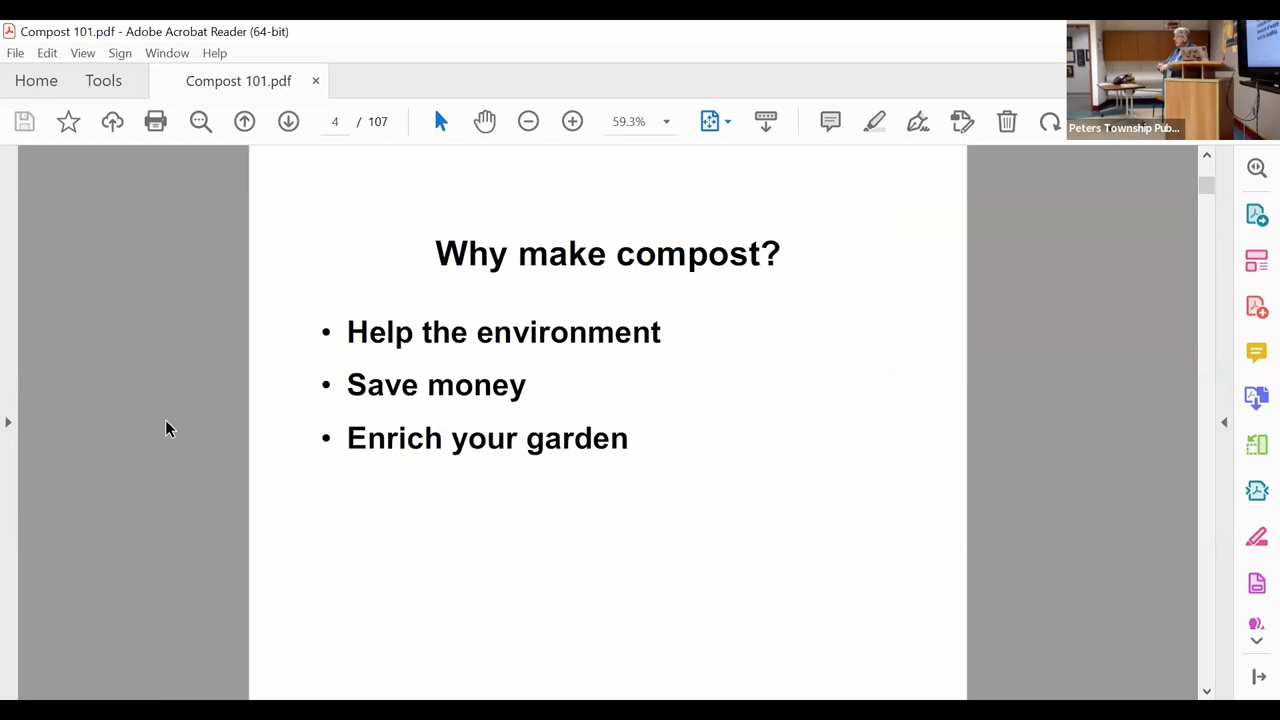 Compost 101.pdf - Adobe Acrobat Reader (64-bit)
File Edit View Sign Window Help
Home Tools Compost 101.pdf ×
4 / 107 59.3%
Peters Township Pub...
Why make compost?
• Help the environment
• Save money
• Enrich your garden